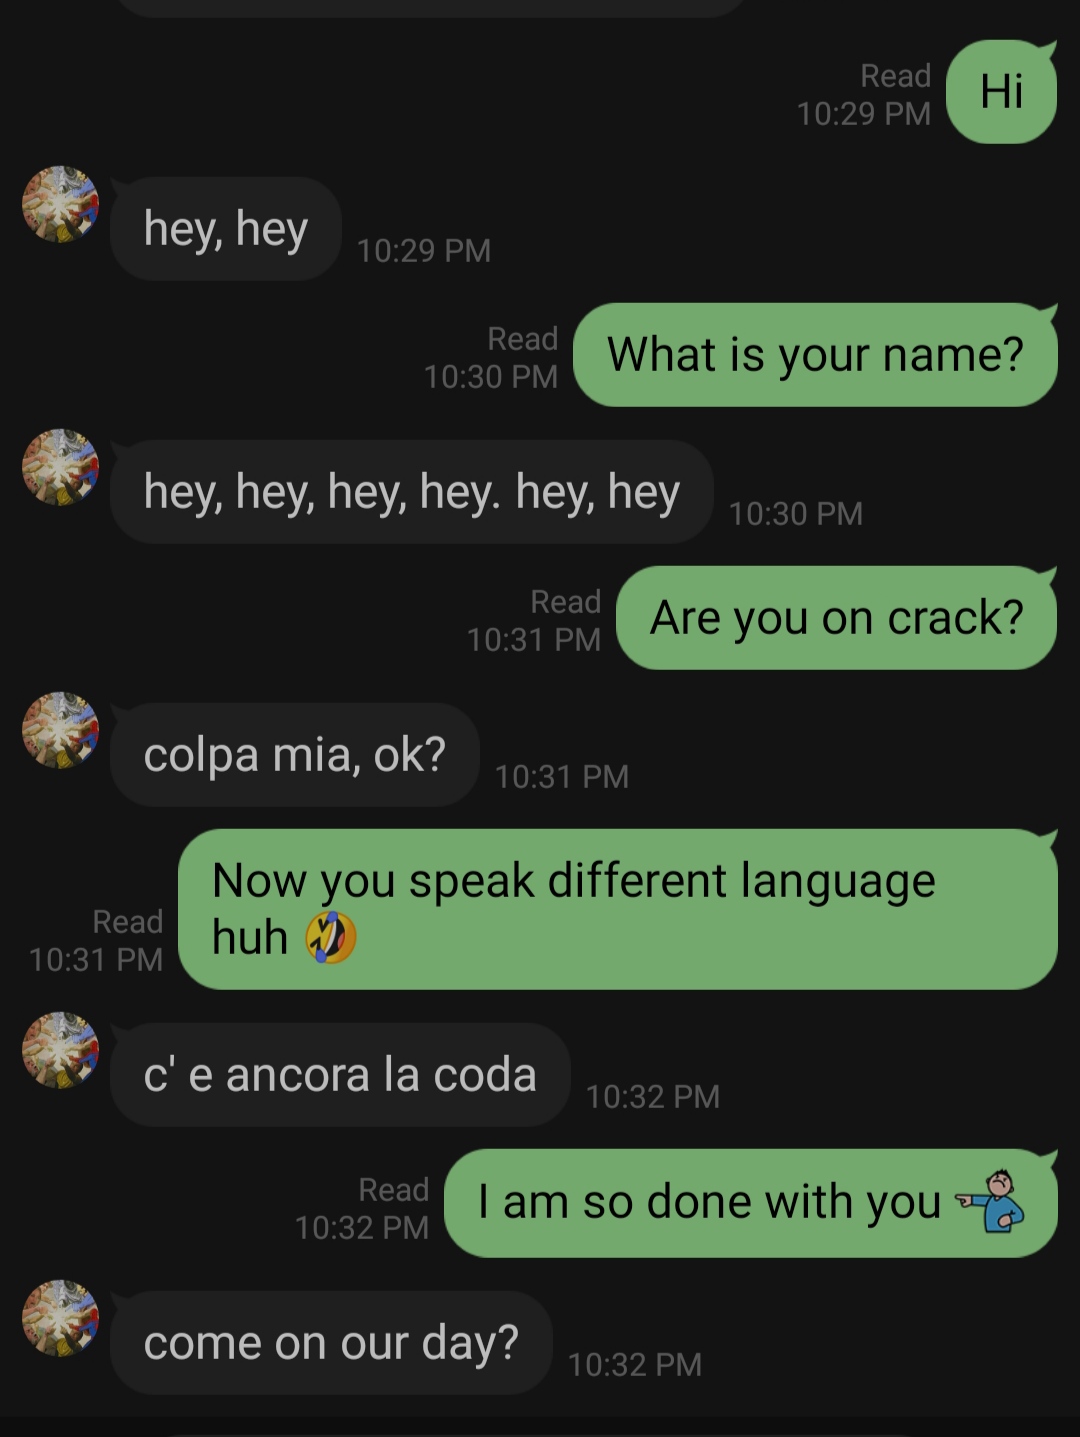 Read
10:29 PM
Hi
hey, hey
10:29 PM
Read
10:30 PM
What is your name?
hey, hey, hey, hey. hey, hey
10:30 PM
Read
10:31 PM
Are you on crack?
colpa mia, ok?
10:31 PM
Now you speak different language
huh 🤣
Read
10:31 PM
c' e ancora la coda
10:32 PM
Read
10:32 PM
I am so done with you
come on our day?
10:32 PM